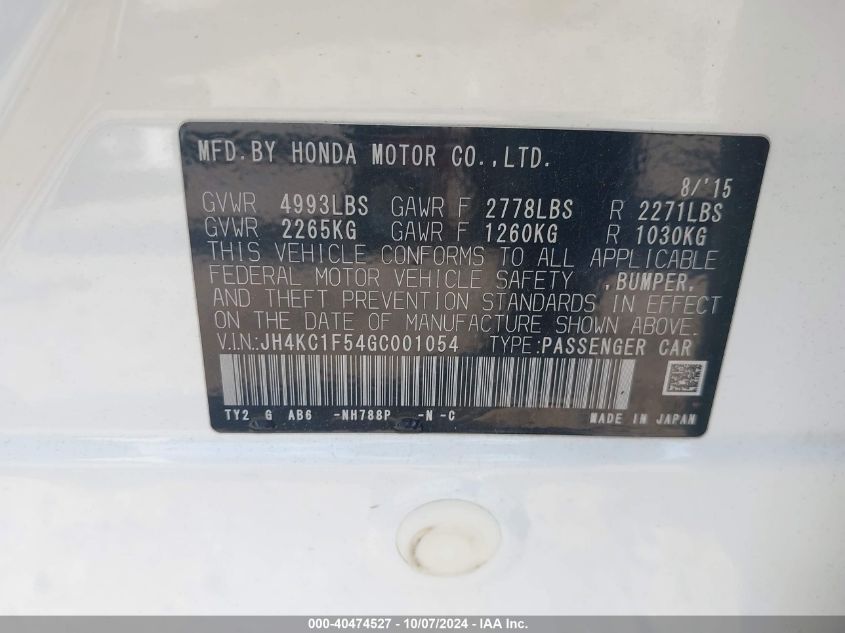 MFD.BY HONDA MOTOR CO.,LTD.
8/'15
GVWR 4993LBS GAWR F 2778LBS R 2271LBS
GVWR 2265KG GAWR F 1260KG R 1030KG
THIS VEHICLE CONFORMS TO ALL APPLICABLE
FEDERAL MOTOR VEHICLE SAFETY ,BUMPER,
AND THEFT PREVENTION STANDARDS IN EFFECT
ON THE DATE OF MANUFACTURE SHOWN ABOVE.
V.I.N.:JH4KC1F54GC001054 TYPE:PASSENGER CAR
TY2 G AB6 -NH788P -N -C MADE IN JAPAN
000-40474527 - 10/07/2024 - IAA Inc.